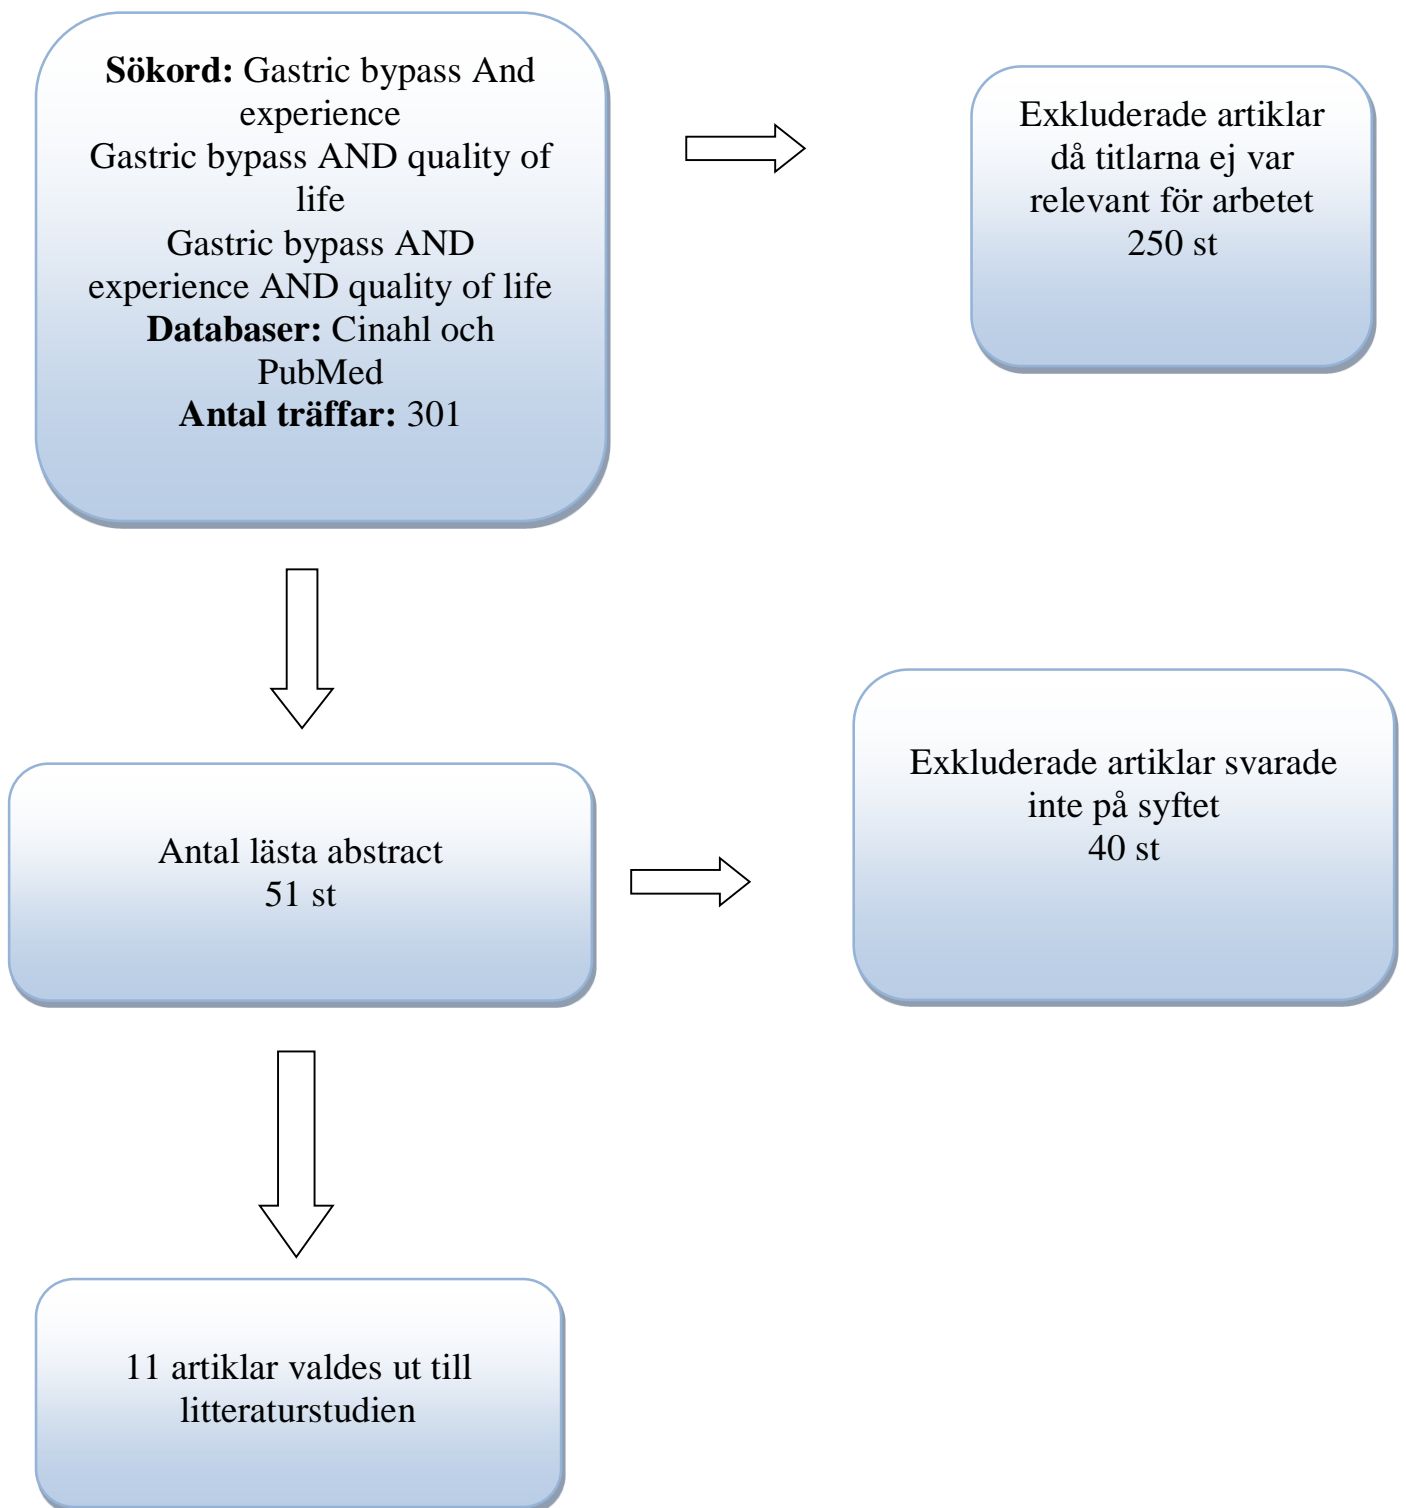 Sökord: Gastric bypass And
experience
Gastric bypass AND quality of
life
Gastric bypass AND
experience AND quality of life
Databaser: Cinahl och
PubMed
Antal träffar: 301
Exkluderade artiklar
då titlarna ej var
relevant för arbetet
250 st
Antal lästa abstract
51 st
Exkluderade artiklar svarade
inte på syftet
40 st
11 artiklar valdes ut till
litteraturstudien